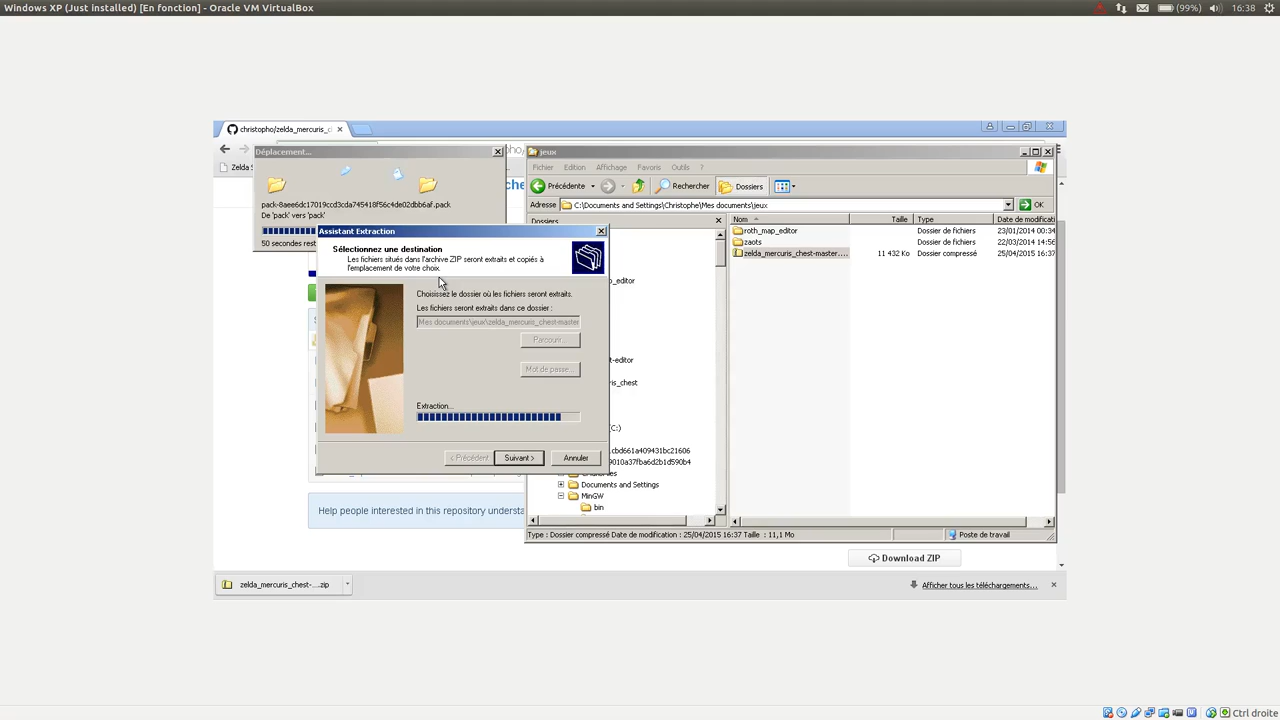 Windows XP (Just installed) [En fonction] - Oracle VM VirtualBox
(99%)
16:38
christopho/zelda_mercuris_c
Zelda S
Déplacement...
pack-8aee6dc17019ccd3cda745418f56c4de02dbb6af.pack
De 'pack' vers 'pack'
50 secondes rest
Assistant Extraction
Sélectionnez une destination
Les fichiers situés dans l'archive ZIP seront extraits et copiés à
l'emplacement de votre choix.
Choisissez le dossier où les fichiers seront extraits.
Les fichiers seront extraits dans ce dossier :
Mes documents\jeux\zelda_mercuris_chest-master
Parcourir...
Mot de passe...
Extraction...
< Précédent
Suivant >
Annuler
jeux
Fichier Edition Affichage Favoris Outils ?
Précédente
Rechercher
Dossiers
Adresse
C:\Documents and Settings\Christophe\Mes documents\jeux
OK
Dossiers
ap_editor
t-editor
ris_chest
(C:)
.cbd661a409431bc21606
9010a37fba6d2b1d590b4
Documents and Settings
MinGW
bin
Nom Taille Type Date de modificati
roth_map_editor Dossier de fichiers 23/01/2014 00:34
zaots Dossier de fichiers 22/03/2014 14:56
zelda_mercuris_chest-master.... 11 432 Ko Dossier compressé 25/04/2015 16:37
Type : Dossier compressé Date de modification : 25/04/2015 16:37 Taille : 11,1 Mo
Poste de travail
Help people interested in this repository understa
Download ZIP
zelda_mercuris_chest-....zip
Afficher tous les téléchargements...
Ctrl droite